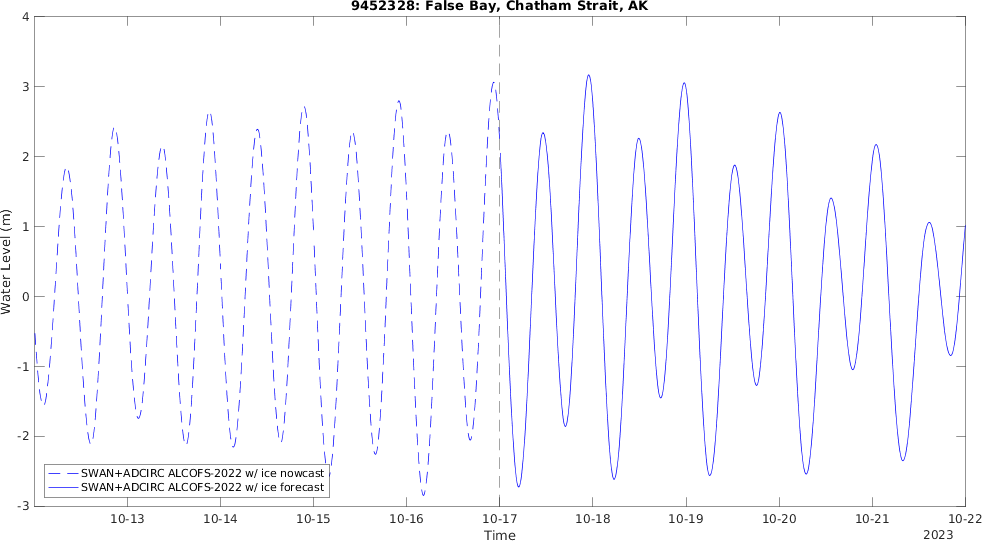 9452328: False Bay, Chatham Strait, AK
4
3
2
1
0
-1
-2
-3
Water Level (m)
SWAN+ADCIRC ALCOFS-2022 w/ ice nowcast
SWAN+ADCIRC ALCOFS-2022 w/ ice forecast
10-13 10-14 10-15 10-16 10-17 10-18 10-19 10-20 10-21 10-22
Time
2023